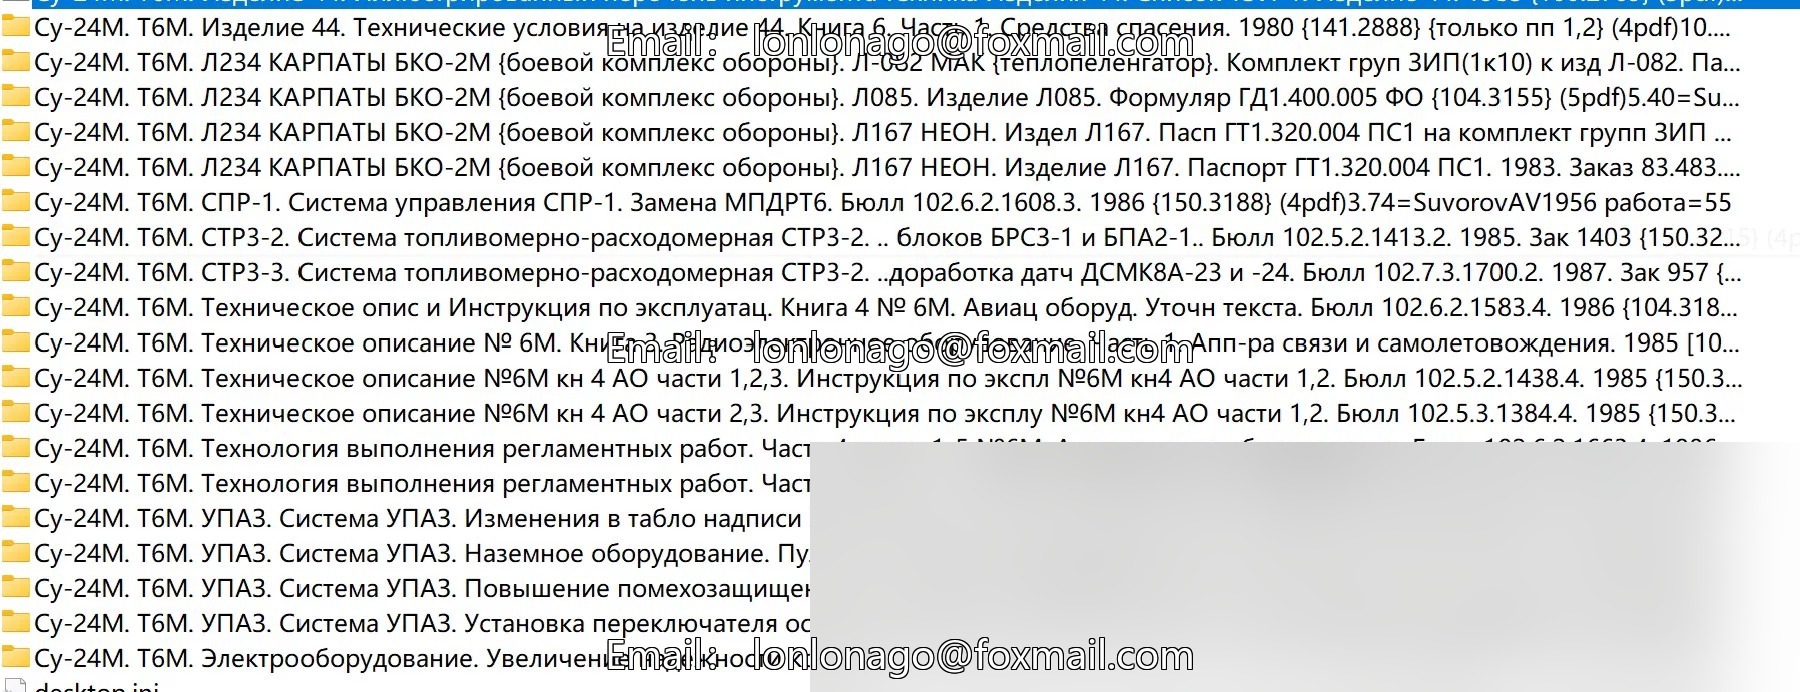 Су-24М. Т6М. Изделие 44. Технические условия на изделие 44. Книга 6. Часть 1. Средства спасения. 1980 {141.2888} {только пп 1,2} (4pdf)10....
Email： lonlonago@foxmail.com
Су-24М. Т6М. Л234 КАРПАТЫ БКО-2М {боевой комплекс обороны}. Л-082 МАК {теплопеленгатор}. Комплект груп ЗИП(1к10) к изд Л-082. Па...
Су-24М. Т6М. Л234 КАРПАТЫ БКО-2М {боевой комплекс обороны}. Л085. Изделие Л085. Формуляр ГД1.400.005 ФО {104.3155} (5pdf)5.40=Su...
Су-24М. Т6М. Л234 КАРПАТЫ БКО-2М {боевой комплекс обороны}. Л167 НЕОН. Издел Л167. Пасп ГТ1.320.004 ПС1 на комплект групп ЗИП ...
Су-24М. Т6М. Л234 КАРПАТЫ БКО-2М {боевой комплекс обороны}. Л167 НЕОН. Изделие Л167. Паспорт ГТ1.320.004 ПС1. 1983. Заказ 83.483....
Су-24М. Т6М. СПР-1. Система управления СПР-1. Замена МПДРТ6. Бюлл 102.6.2.1608.3. 1986 {150.3188} (4pdf)3.74=SuvorovAV1956 работа=55
Су-24М. Т6М. СТР3-2. Система топливомерно-расходомерная СТР3-2. .. блоков БРС3-1 и БПА2-1.. Бюлл 102.5.2.1413.2. 1985. Зак 1403 {150.32...
Су-24М. Т6М. СТР3-3. Система топливомерно-расходомерная СТР3-2. ..доработка датч ДСМК8А-23 и -24. Бюлл 102.7.3.1700.2. 1987. Зак 957 {...
Су-24М. Т6М. Техническое опис и Инструкция по эксплуатац. Книга 4 № 6М. Авиац оборуд. Уточн текста. Бюлл 102.6.2.1583.4. 1986 {104.318...
Су-24М. Т6М. Техническое описание № 6М. Книга 3. Радиоэлектронное оборудование. Часть 1. Апп-ра связи и самолетовождения. 1985 [10...
Email： lonlonago@foxmail.com
Су-24М. Т6М. Техническое описание №6М кн 4 АО части 1,2,3. Инструкция по экспл №6М кн4 АО части 1,2. Бюлл 102.5.2.1438.4. 1985 {150.3...
Су-24М. Т6М. Техническое описание №6М кн 4 АО части 2,3. Инструкция по эксплу №6М кн4 АО части 1,2. Бюлл 102.5.3.1384.4. 1985 {150.3...
Су-24М. Т6М. Технология выполнения регламентных работ. Част
Су-24М. Т6М. Технология выполнения регламентных работ. Част
Су-24М. Т6М. УПАЗ. Система УПАЗ. Изменения в табло надписи
Су-24М. Т6М. УПАЗ. Система УПАЗ. Наземное оборудование. Пу
Су-24М. Т6М. УПАЗ. Система УПАЗ. Повышение помехозащищен
Су-24М. Т6М. УПАЗ. Система УПАЗ. Установка переключателя ос
Су-24М. Т6М. Электрооборудование. Увеличение надежности
Email： lonlonago@foxmail.com
desktop.ini